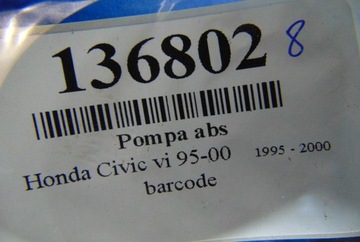 136802 8
Pompa abs
Honda Civic vi 95-00 1995 - 2000
barcode